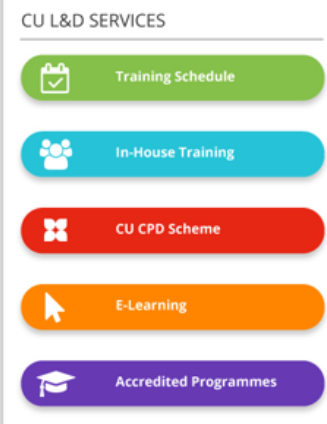 CU L&D SERVICES
Training Schedule
In-House Training
CU CPD Scheme
E-Learning
Accredited Programmes